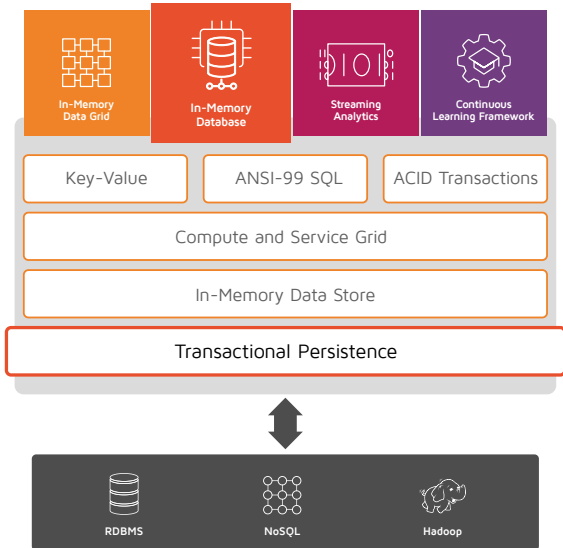 In-Memory
Data Grid
In-Memory
Database
Streaming
Analytics
Continuous
Learning Framework
Key-Value
ANSI-99 SQL
ACID Transactions
Compute and Service Grid
In-Memory Data Store
Transactional Persistence
RDBMS
NoSQL
Hadoop